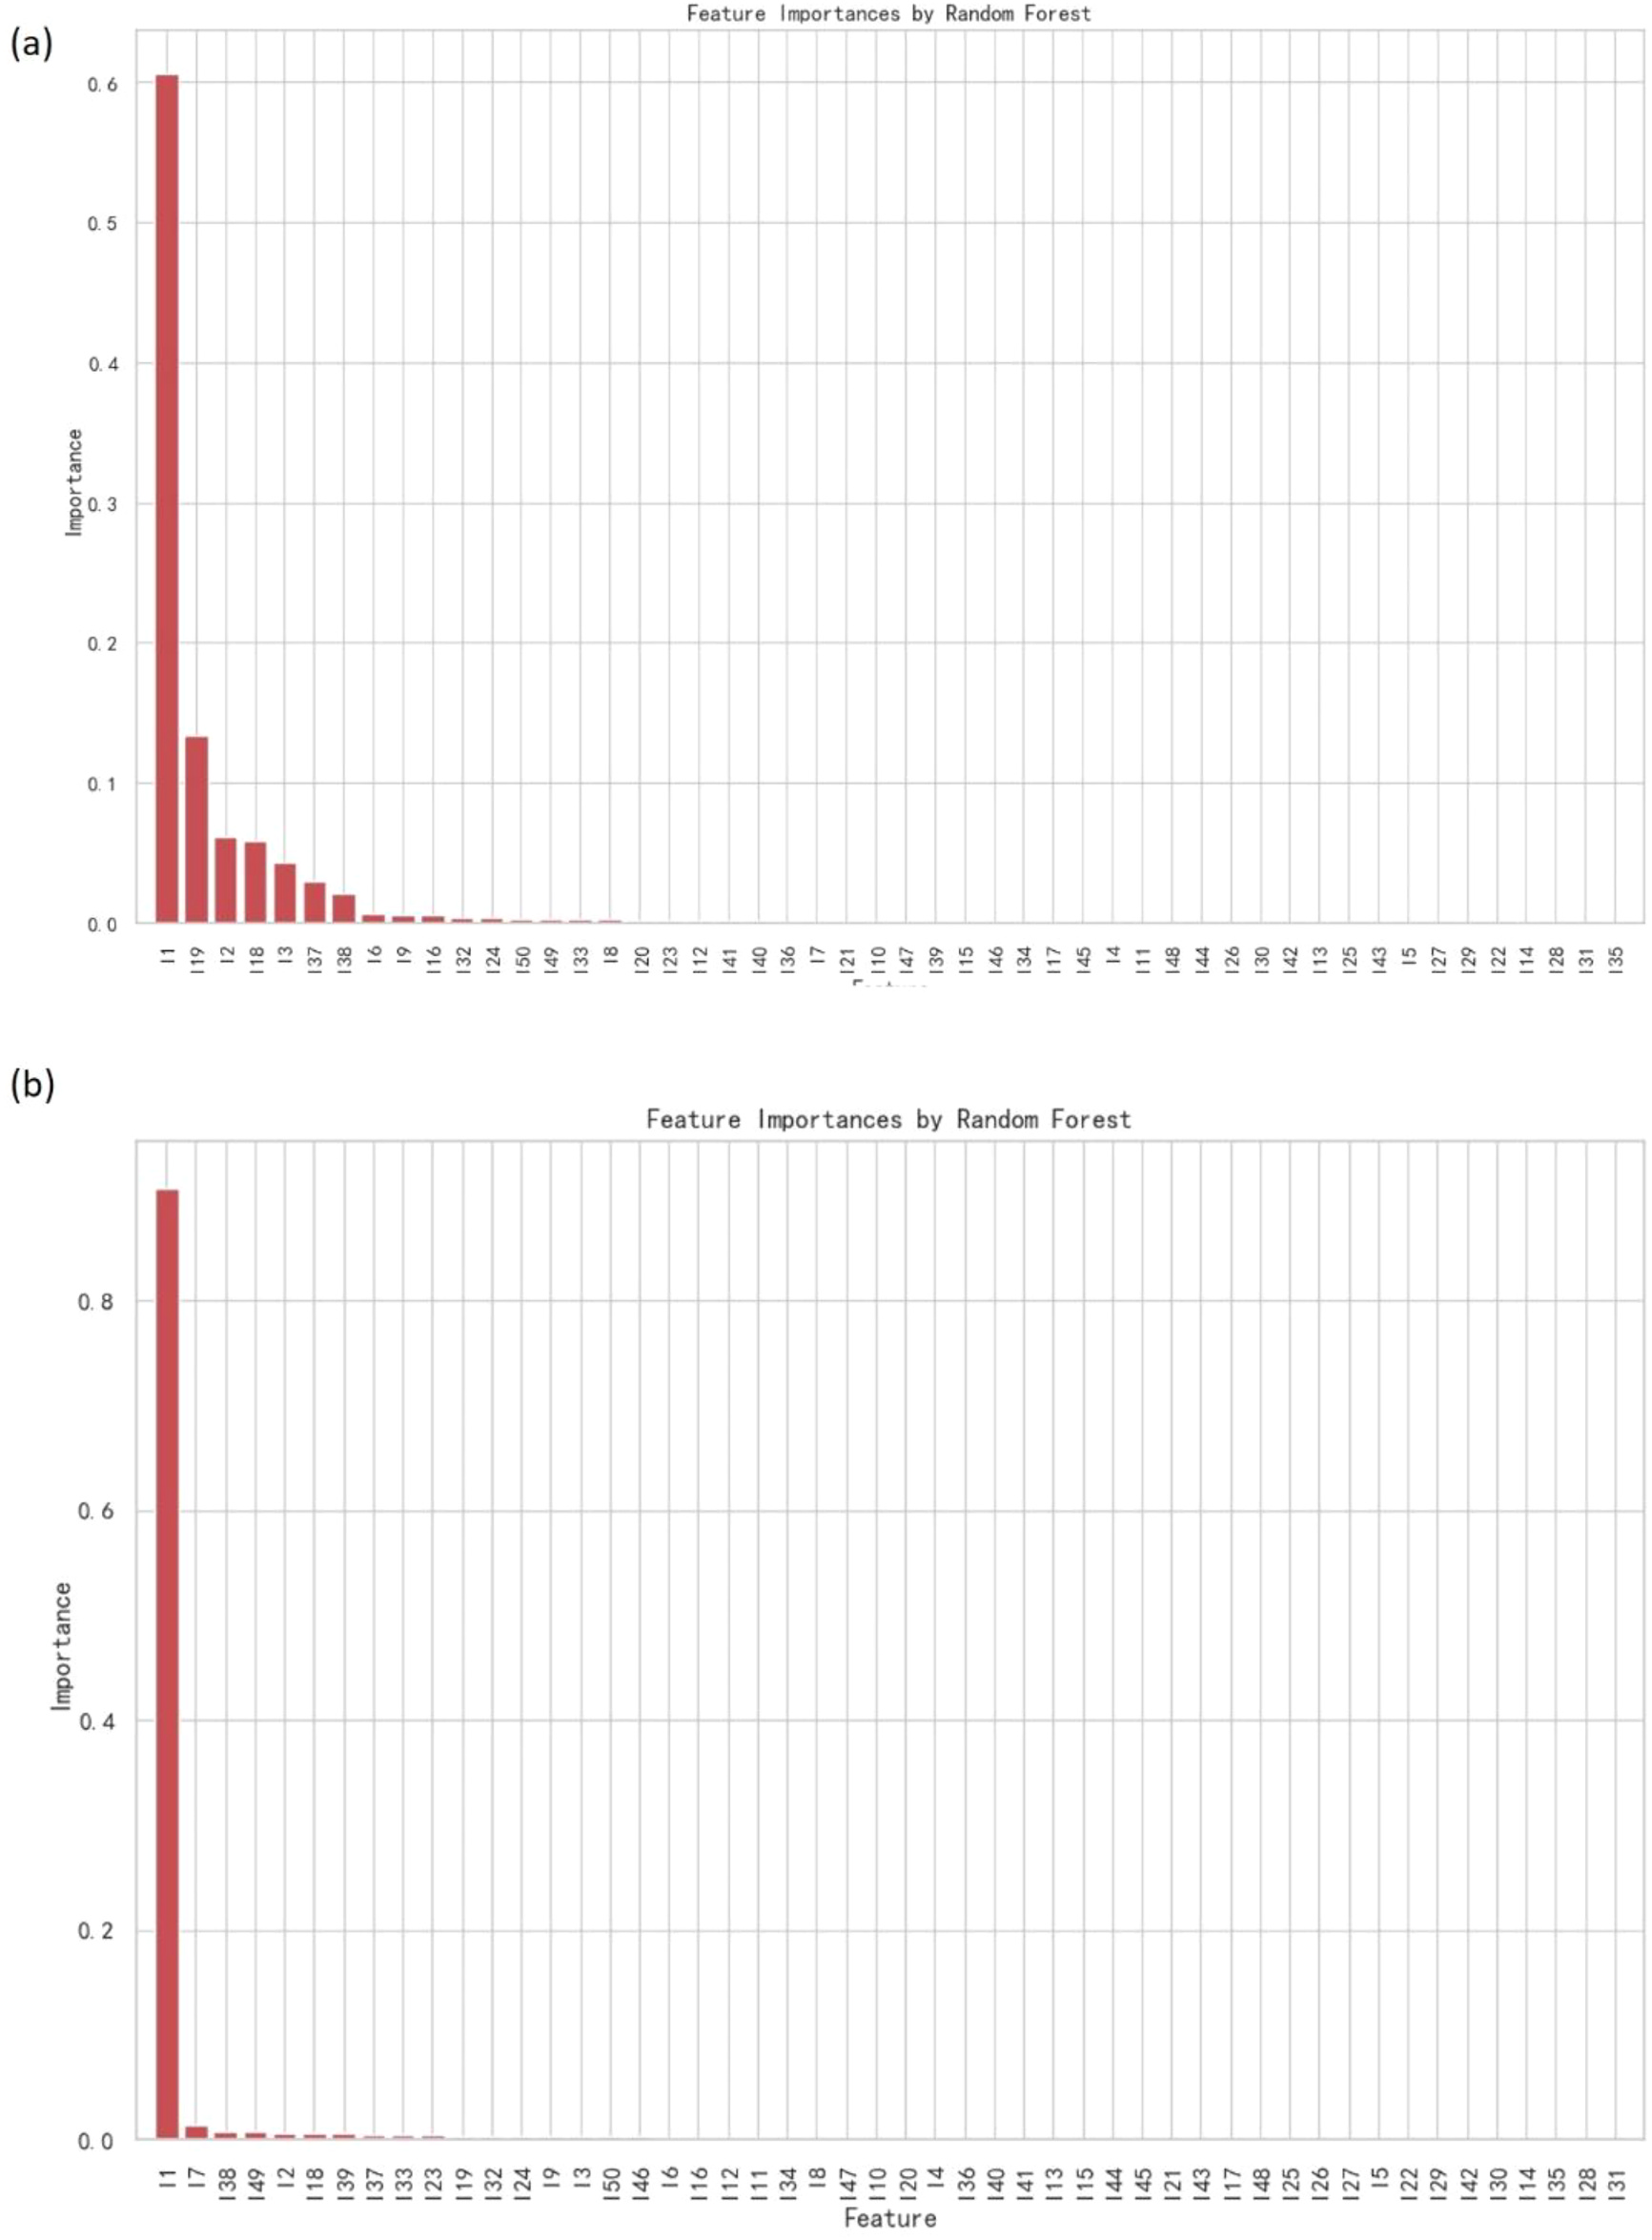 (a)
Feature Importances by Random Forest
0.6
0.5
0.4
0.3
0.2
0.1
0.0
Importance
I1 I19 I2 I18 I3 I37 I38 I6 I9 I16 I32 I24 I50 I49 I33 I8 I20 I23 I12 I41 I40 I36 I7 I21 I10 I47 I39 I15 I46 I34 I17 I45 I4 I11 I48 I44 I26 I30 I42 I13 I25 I43 I5 I27 I29 I22 I14 I28 I31 I35
(b)
Feature Importances by Random Forest
0.8
0.6
0.4
0.2
0.0
Importance
I1 I7 I38 I49 I2 I18 I39 I37 I33 I23 I19 I32 I24 I9 I3 I50 I46 I6 I16 I12 I11 I34 I8 I47 I10 I20 I4 I36 I40 I41 I13 I15 I44 I45 I21 I43 I17 I48 I25 I26 I27 I5 I22 I29 I42 I30 I14 I35 I28 I31
Feature